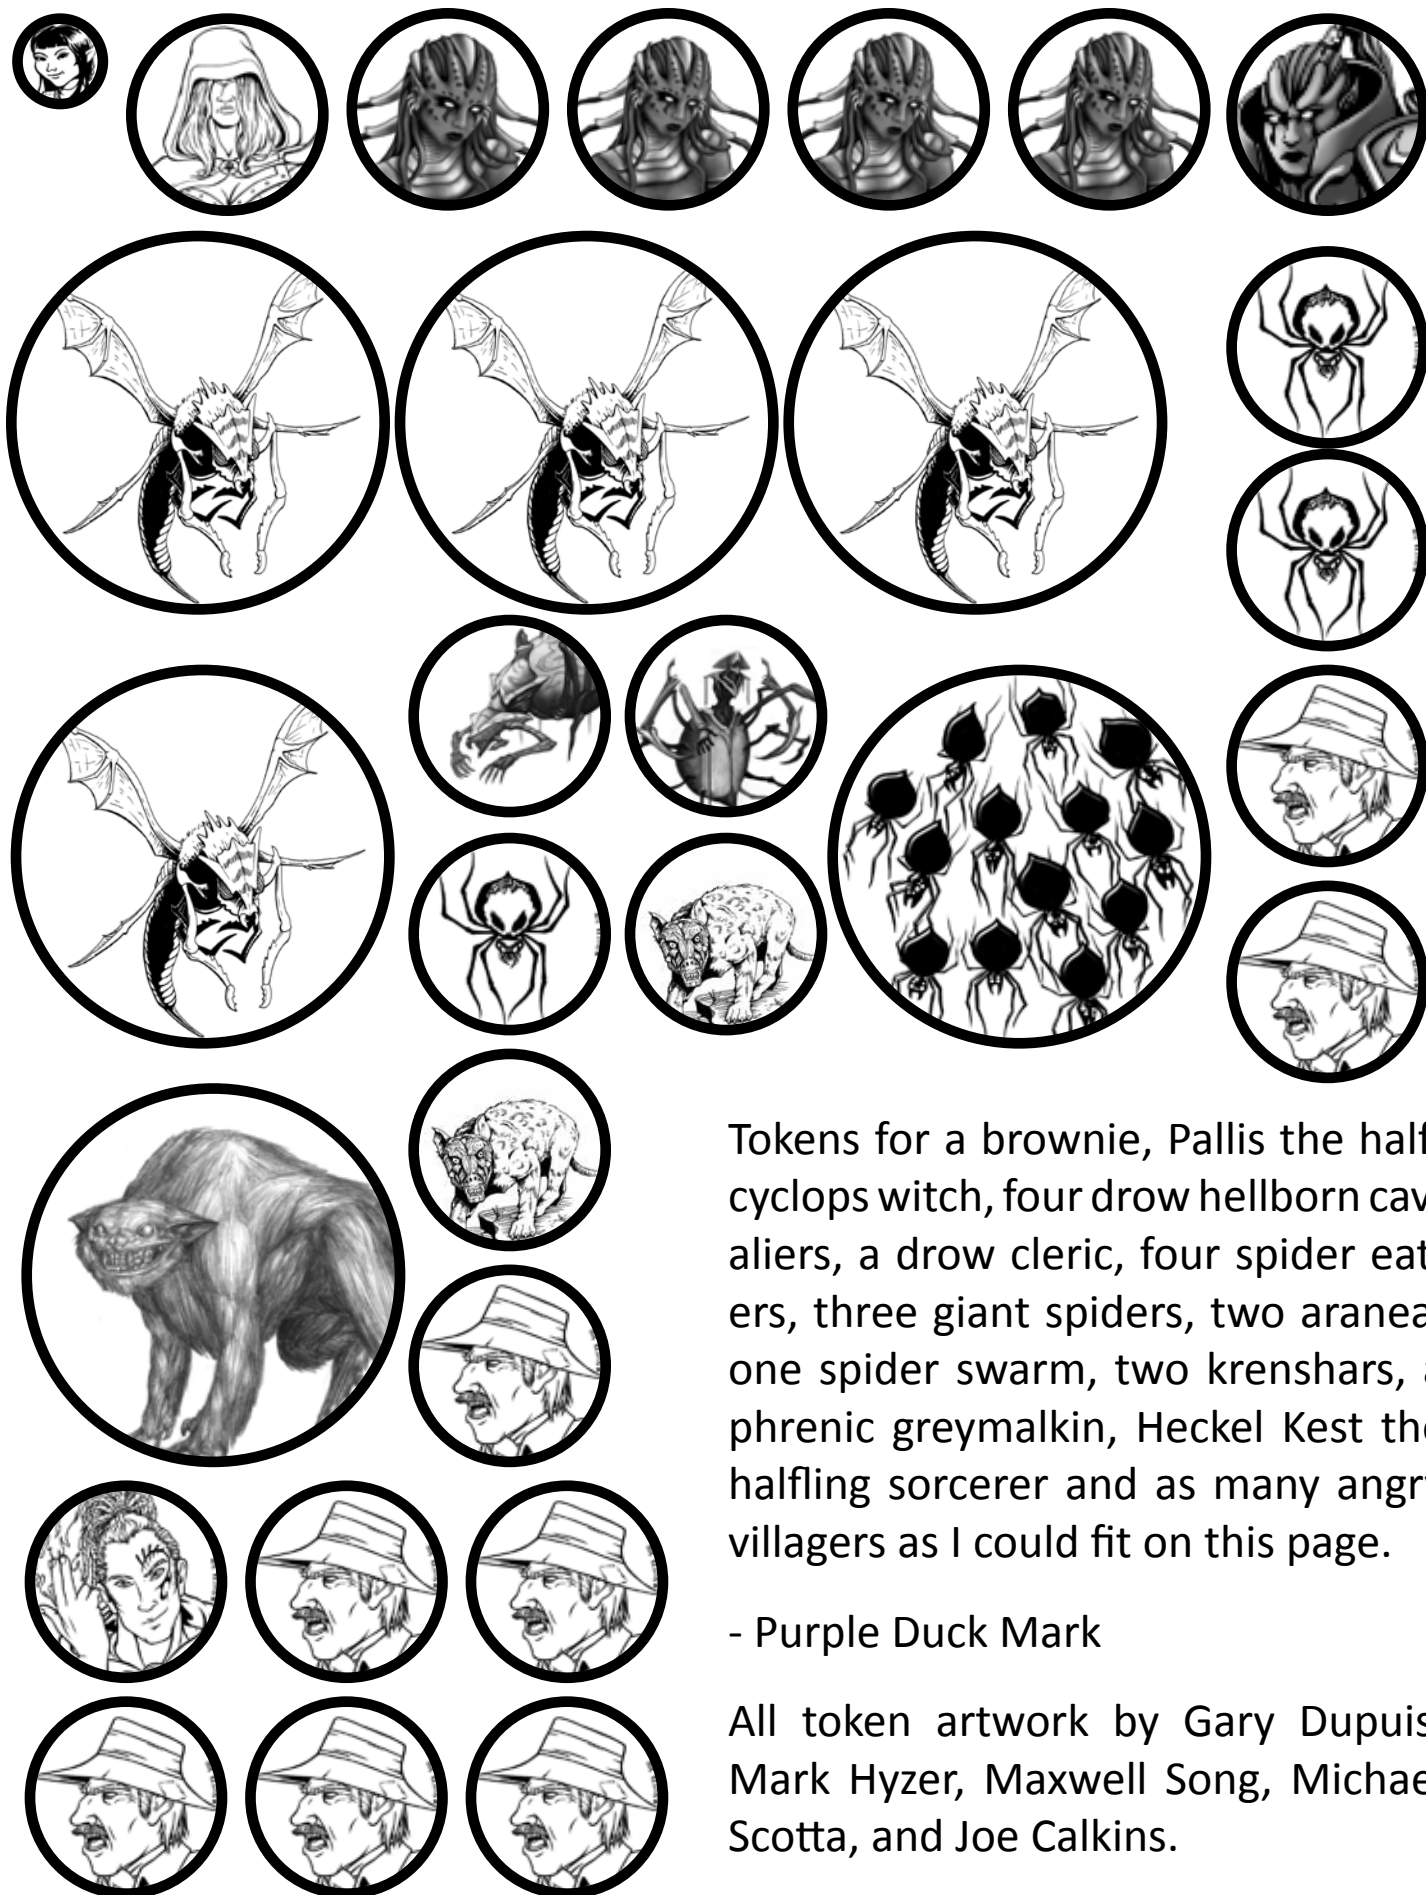 Tokens for a brownie, Pallis the half
cyclops witch, four drow hellborn cav
aliers, a drow cleric, four spider eat
ers, three giant spiders, two aranea
one spider swarm, two krenshars, a
phrenic greymalkin, Heckel Kest the
halfling sorcerer and as many angry
villagers as I could fit on this page.
- Purple Duck Mark
All token artwork by Gary Dupuis
Mark Hyzer, Maxwell Song, Michae
Scotta, and Joe Calkins.